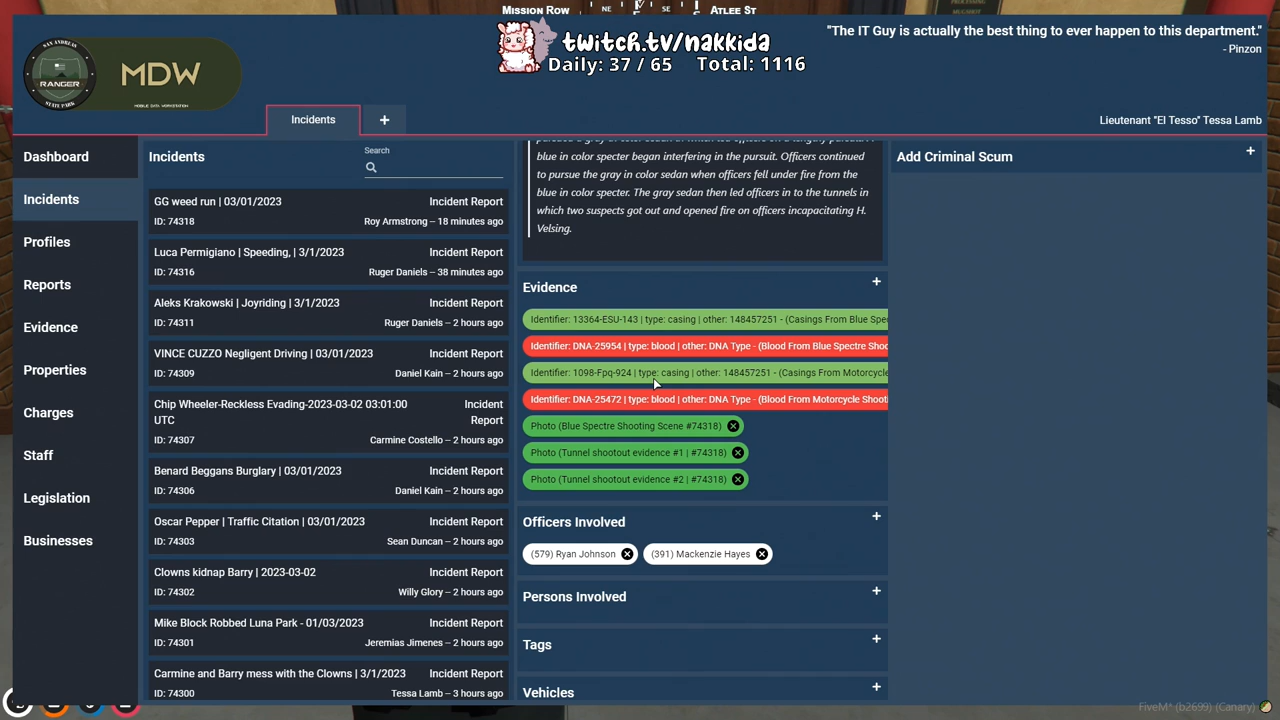 Mission Row
NE
SE
Atlee St
twitch.tv/nakkida
Daily: 37 / 65 Total: 1116
"The IT Guy is actually the best thing to ever happen to this department."
- Pinzon
SAN ANDREAS
RANGER
STATE PARK
MDW
MOBILE DATA WORKSTATION
Incidents
+
Lieutenant "El Tesso" Tessa Lamb
Dashboard
Incidents
Profiles
Reports
Evidence
Properties
Charges
Staff
Legislation
Businesses
Incidents
Search
GG weed run | 03/01/2023 Incident Report
ID: 74318 Roy Armstrong -- 18 minutes ago
Luca Permigiano | Speeding, | 3/1/2023 Incident Report
ID: 74316 Ruger Daniels -- 38 minutes ago
Aleks Krakowski | Joyriding | 3/1/2023 Incident Report
ID: 74311 Ruger Daniels -- 2 hours ago
VINCE CUZZO Negligent Driving | 03/01/2023 Incident Report
ID: 74309 Daniel Kain -- 2 hours ago
Chip Wheeler-Reckless Evading-2023-03-02 03:01:00 Incident
UTC Report
ID: 74307 Carmine Costello -- 2 hours ago
Benard Beggans Burglary | 03/01/2023 Incident Report
ID: 74306 Daniel Kain -- 2 hours ago
Oscar Pepper | Traffic Citation | 03/01/2023 Incident Report
ID: 74303 Sean Duncan -- 2 hours ago
Clowns kidnap Barry | 2023-03-02 Incident Report
ID: 74302 Willy Glory -- 2 hours ago
Mike Block Robbed Luna Park - 01/03/2023 Incident Report
ID: 74301 Jeremias Jimenes -- 2 hours ago
Carmine and Barry mess with the Clowns | 3/1/2023 Incident Report
ID: 74300 Tessa Lamb -- 3 hours ago
blue in color specter began interfering in the pursuit. Officers continued
to pursue the gray in color sedan when officers fell under fire from the
blue in color specter. The gray sedan then led officers in to the tunnels in
which two suspects got out and opened fire on officers incapacitating H.
Velsing.
Evidence +
Identifier: 13364-ESU-143 | type: casing | other: 148457251 - (Casings From Blue Spe
Identifier: DNA-25954 | type: blood | other: DNA Type - (Blood From Blue Spectre Shoo
Identifier: 1098-Fpq-924 | type: casing | other: 148457251 - (Casings From Motorcycle
Identifier: DNA-25472 | type: blood | other: DNA Type - (Blood From Motorcycle Shooti
Photo (Blue Spectre Shooting Scene #74318)
Photo (Tunnel shootout evidence #1 | #74318)
Photo (Tunnel shootout evidence #2 | #74318)
Officers Involved +
(579) Ryan Johnson (391) Mackenzie Hayes
Persons Involved +
Tags +
Vehicles +
Add Criminal Scum +
FiveM* (b2699) (Canary)